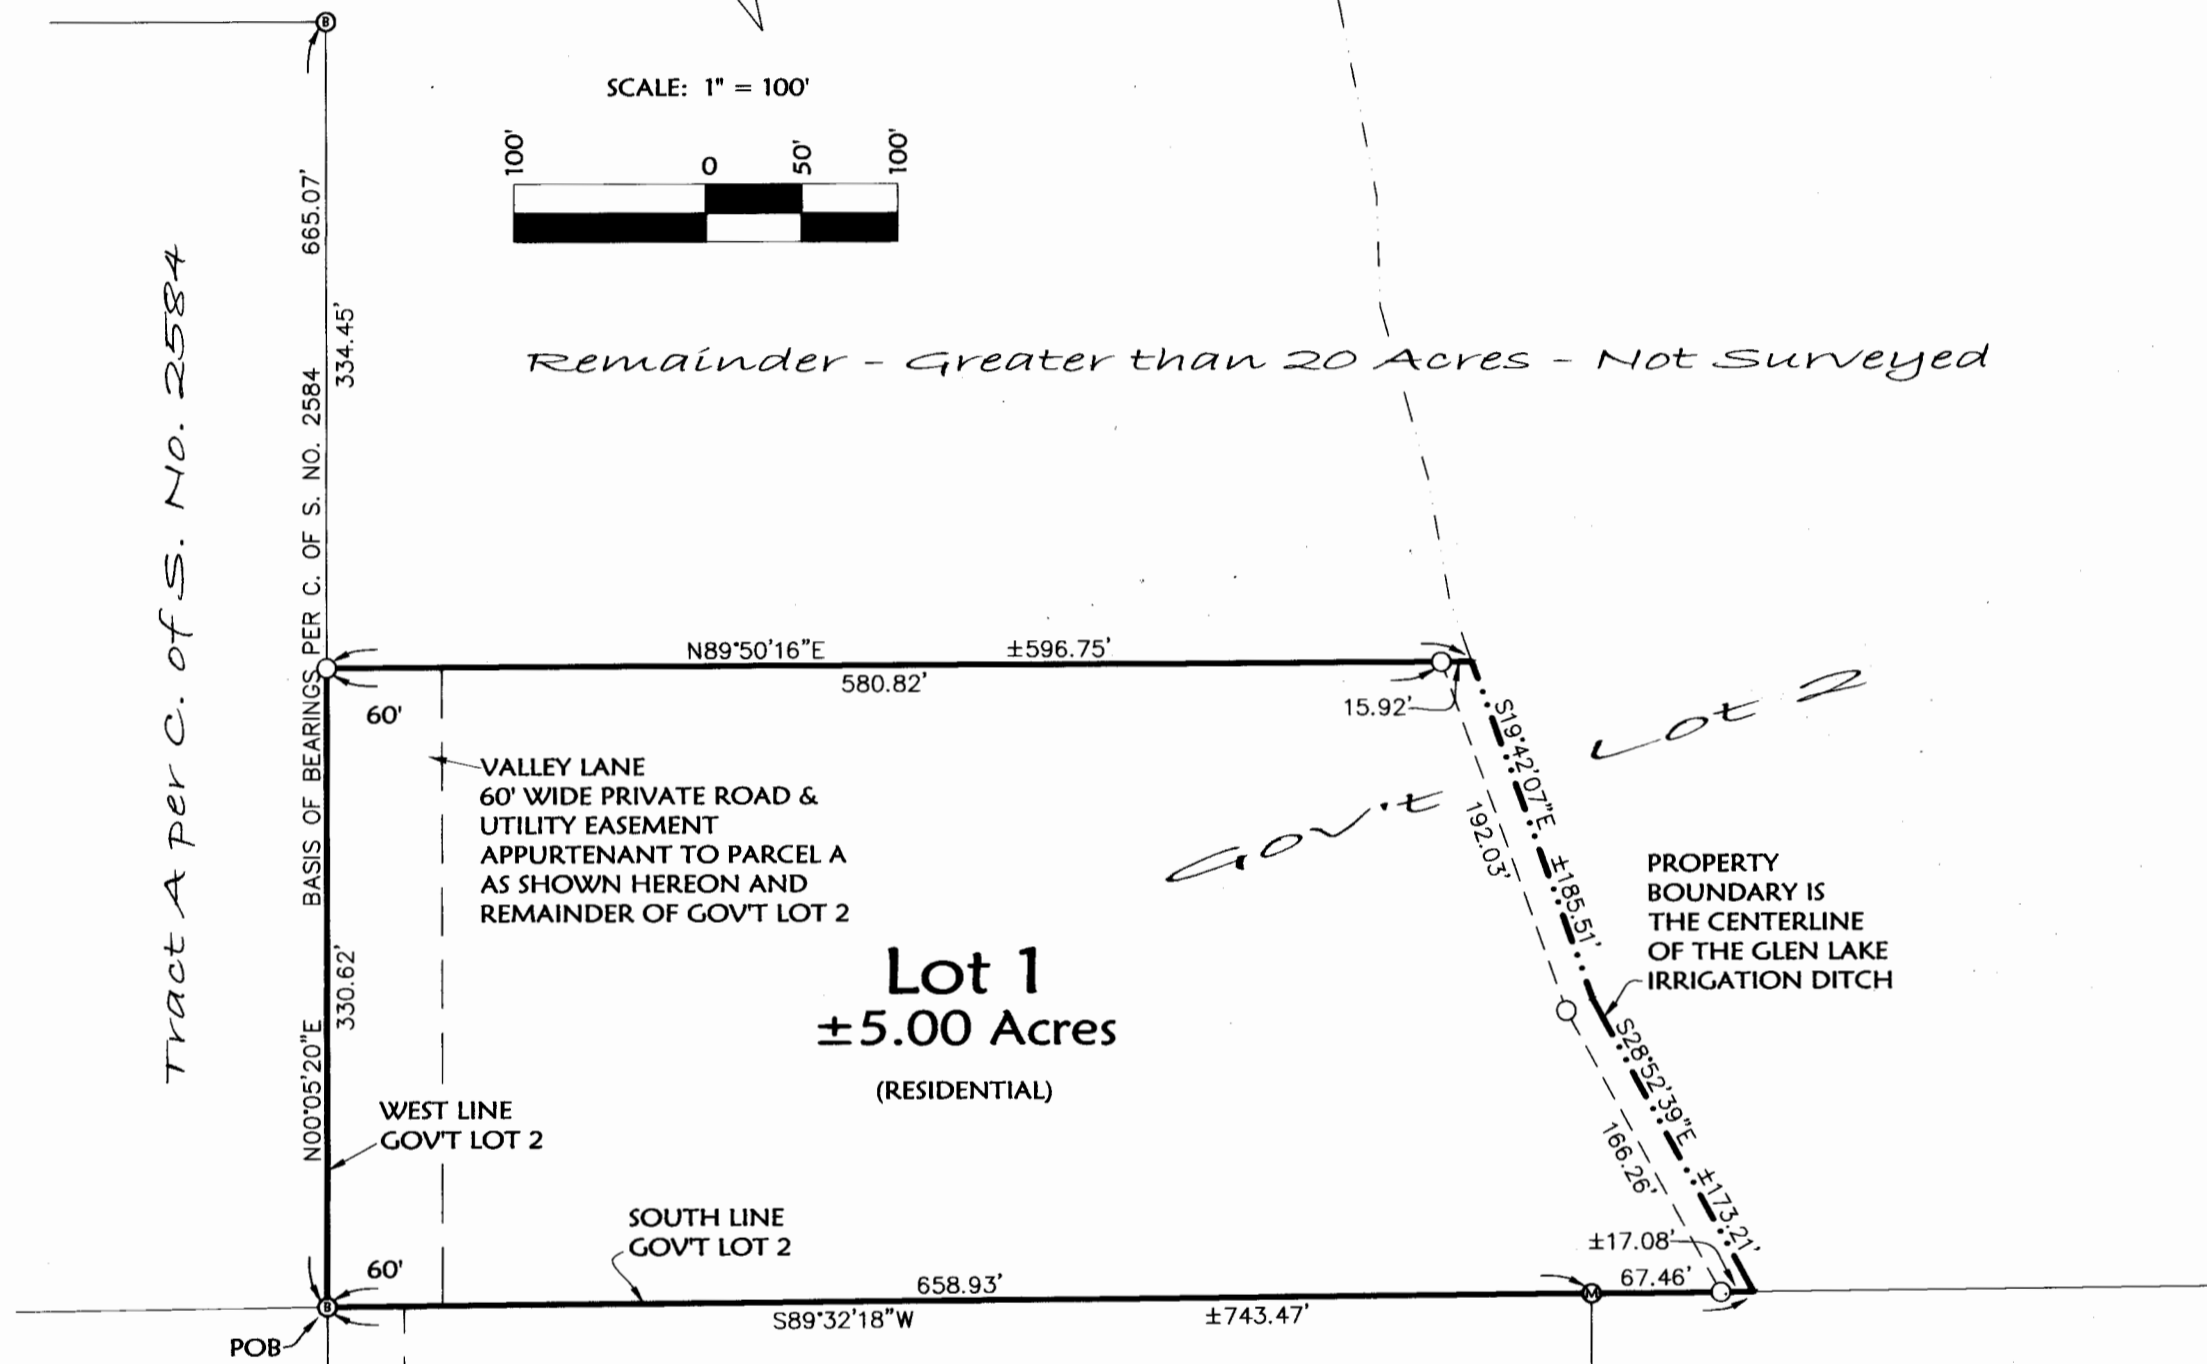 B
SCALE: 1" = 100'
100'
0
50'
100'
665.07'
334.45'
Tract A per C. of S. No. 2584
BASIS OF BEARINGS PER C. OF S. NO. 2584
Remainder - Greater than 20 Acres - Not Surveyed
N89°50'16"E
±596.75'
580.82'
15.92'
60'
VALLEY LANE
60' WIDE PRIVATE ROAD &
UTILITY EASEMENT
APPURTENANT TO PARCEL A
AS SHOWN HEREON AND
REMAINDER OF GOV'T LOT 2
Gov't Lot 2
S19°42'07"E ±185.51'
192.03'
PROPERTY
BOUNDARY IS
THE CENTERLINE
OF THE GLEN LAKE
IRRIGATION DITCH
Lot 1
±5.00 Acres
(RESIDENTIAL)
N00°05'20"E
330.62'
S28°52'39"E ±173.21'
166.26'
WEST LINE
GOV'T LOT 2
SOUTH LINE
GOV'T LOT 2
60'
±17.08'
67.46'
658.93'
B
M
S89°32'18"W
±743.47'
POB